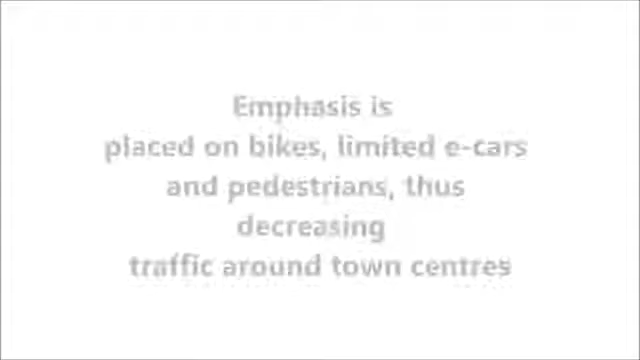 Emphasis is
placed on bikes, limited e-cars
and pedestrians, thus
decreasing
traffic around town centres